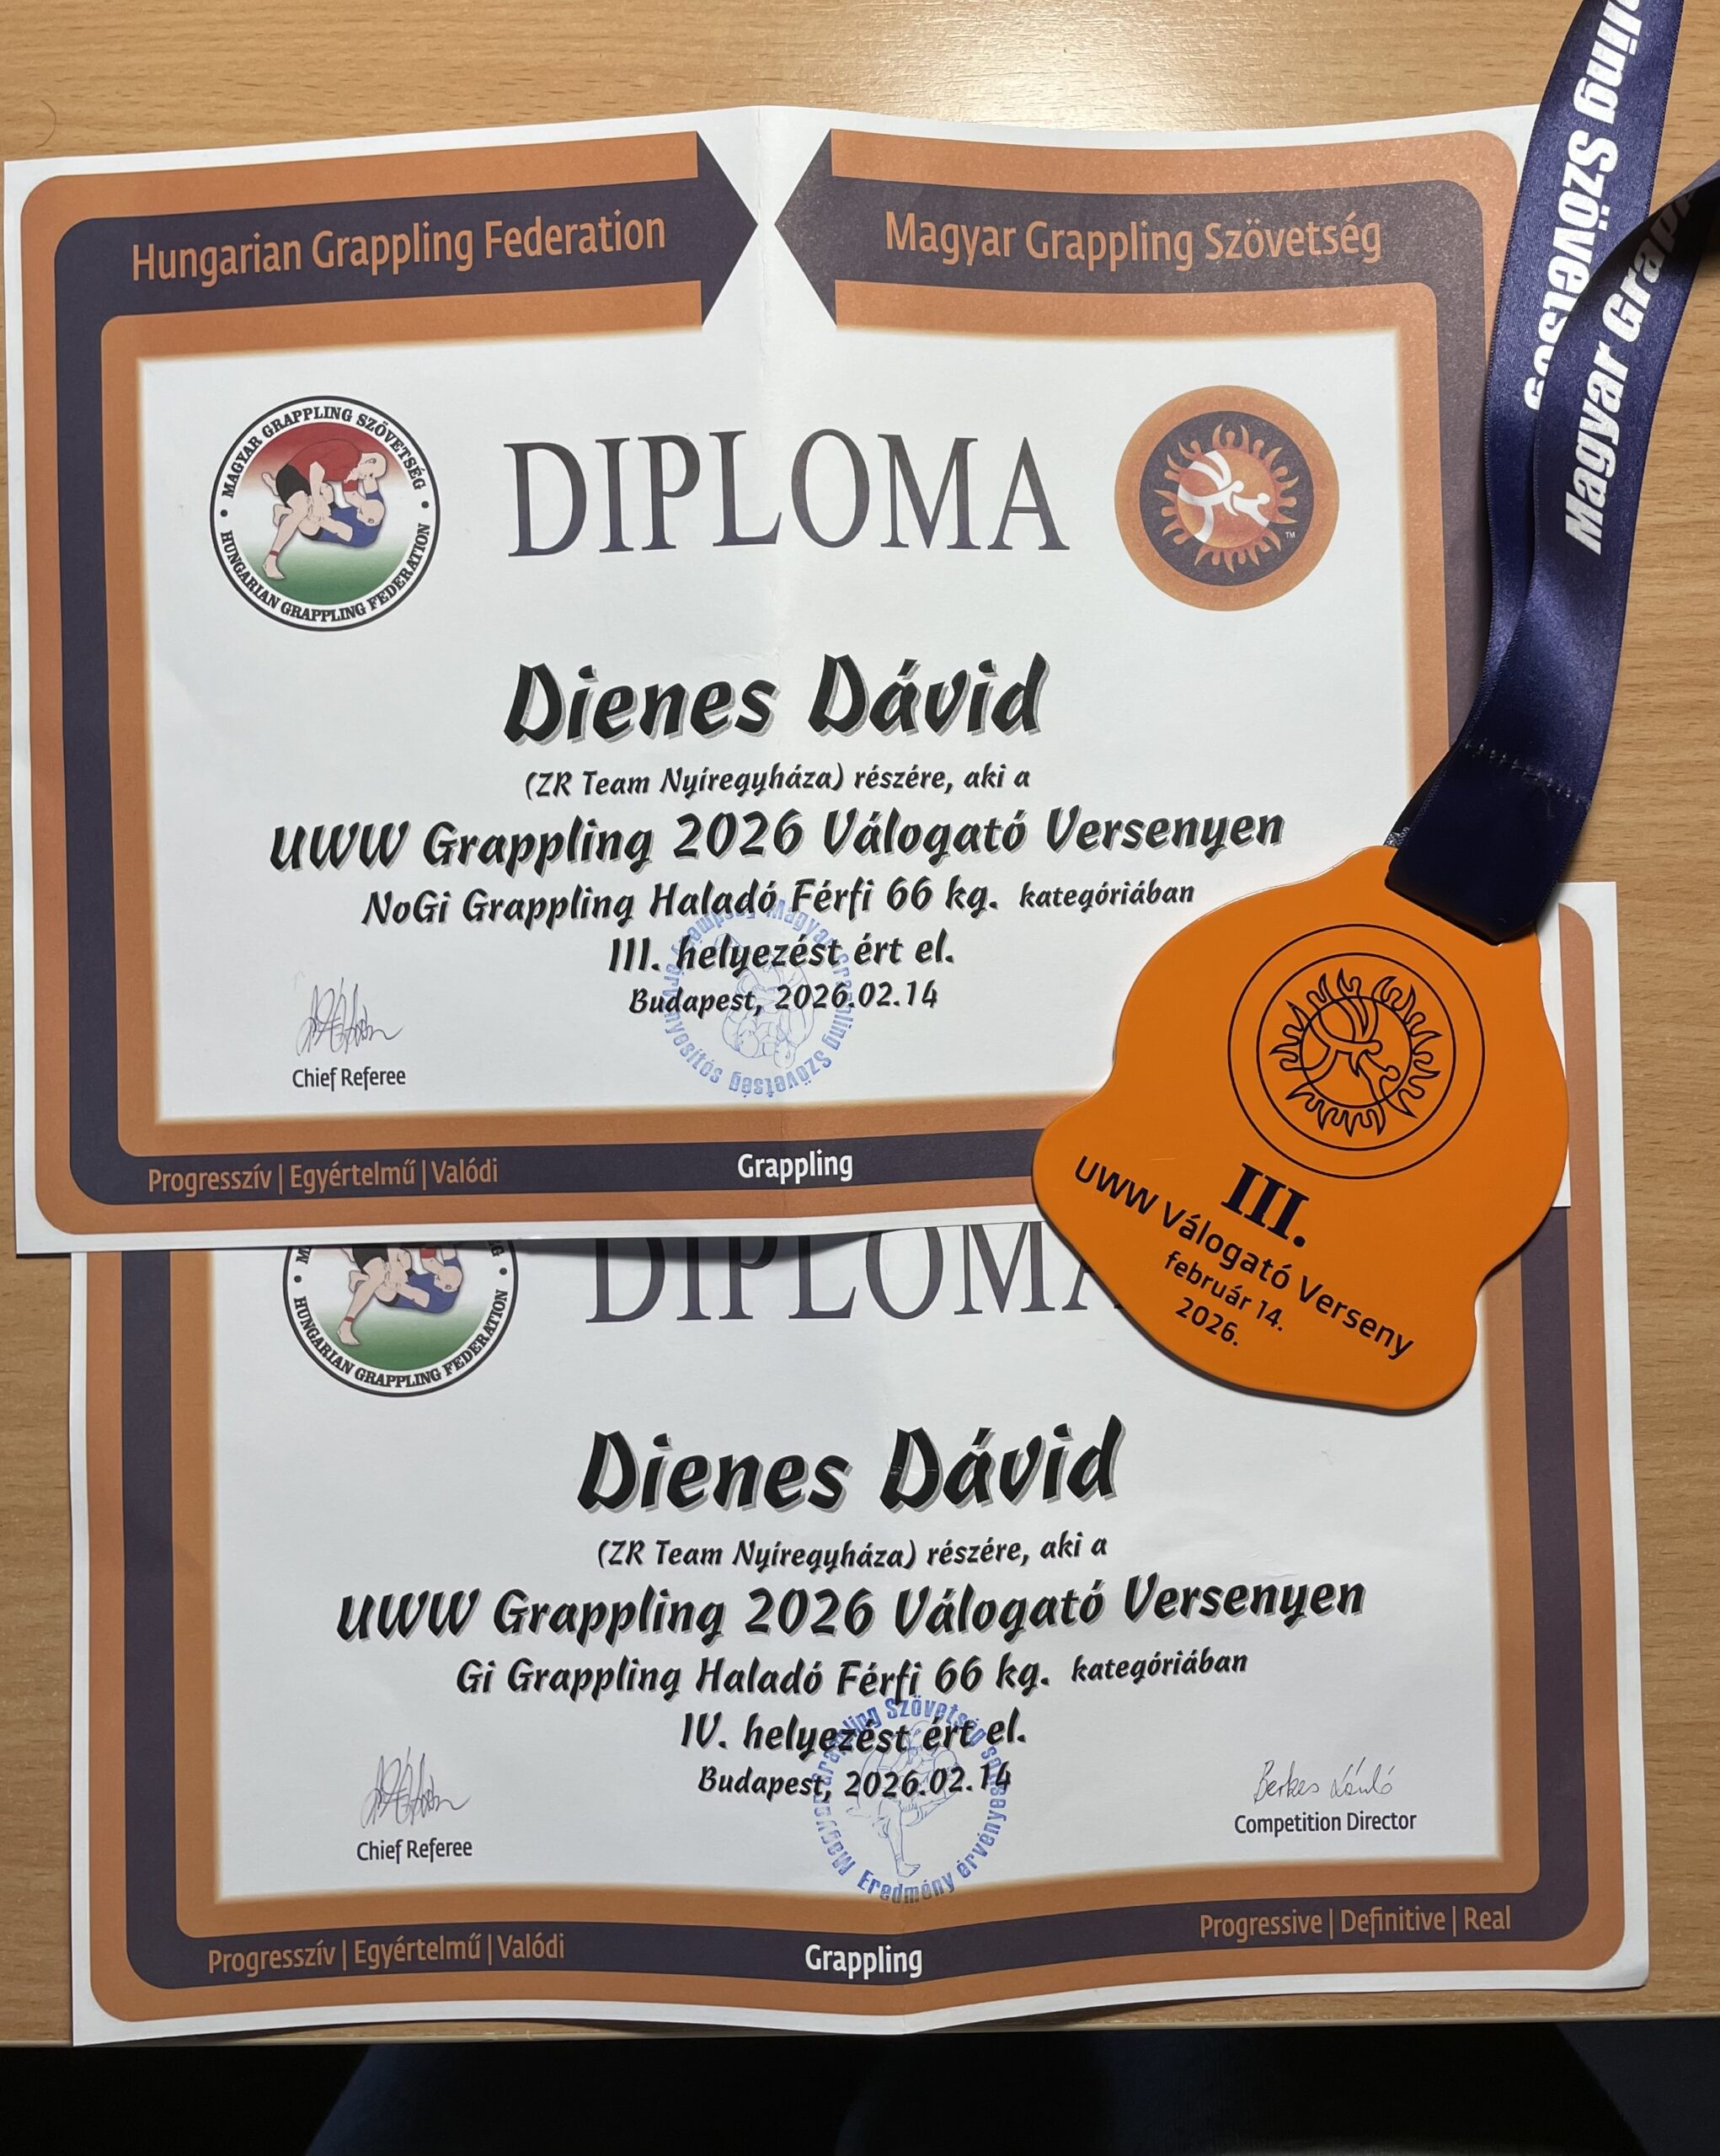 Hungarian Grappling Federation
Magyar Grappling Szövetség
MAGYAR GRAPPLING SZÖVETSÉG
HUNGARIAN GRAPPLING FEDERATION
DIPLOMA
TM
Dienes Dávid
(ZR Team Nyíregyháza) részére, aki a
UWW Grappling 2026 Válogató Versenyen
NoGi Grappling Haladó Férfi 66 kg. kategóriában
III. helyezést ért el.
Budapest, 2026.02.14
Chief Referee
Progresszív | Egyértelmű | Valódi
Grappling
Szövetség
Magyar
III.
UWW Válogató Verseny
február 14.
2026.
HUNGARIAN GRAPPLING FEDERATION
DIPLOMA
Dienes Dávid
(ZR Team Nyíregyháza) részére, aki a
UWW Grappling 2026 Válogató Versenyen
Gi Grappling Haladó Férfi 66 kg. kategóriában
IV. helyezést ért el.
Budapest, 2026.02.14
Chief Referee
Competition Director
Progresszív | Egyértelmű | Valódi
Grappling
Progressive | Definitive | Real